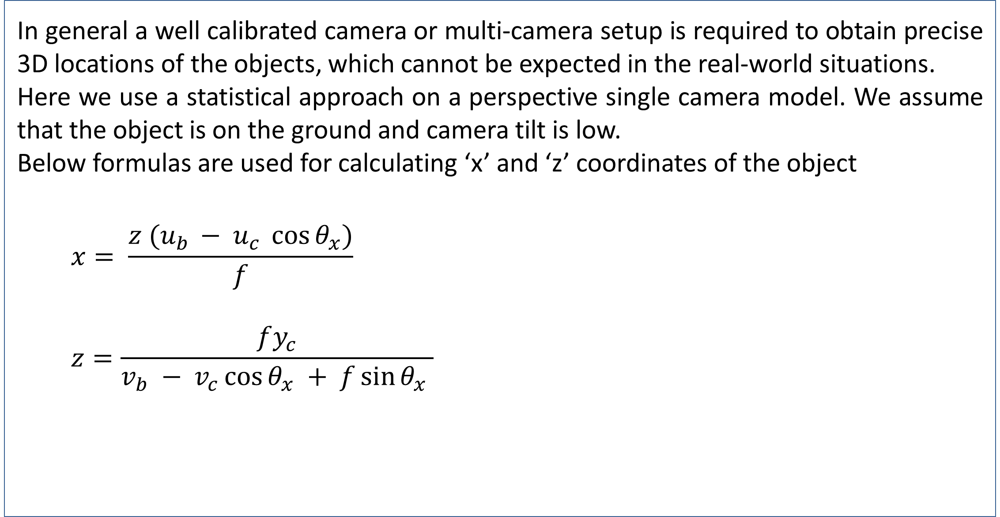 In general a well calibrated camera or multi-camera setup is required to obtain precise
3D locations of the objects, which cannot be expected in the real-world situations.
Here we use a statistical approach on a perspective single camera model. We assume
that the object is on the ground and camera tilt is low.
Below formulas are used for calculating ‘x’ and ‘z’ coordinates of the object
$x = \frac{z\,(u_b - u_c \cos\theta_x)}{f}$
$z = \frac{f y_c}{v_b - v_c \cos\theta_x + f \sin\theta_x}$